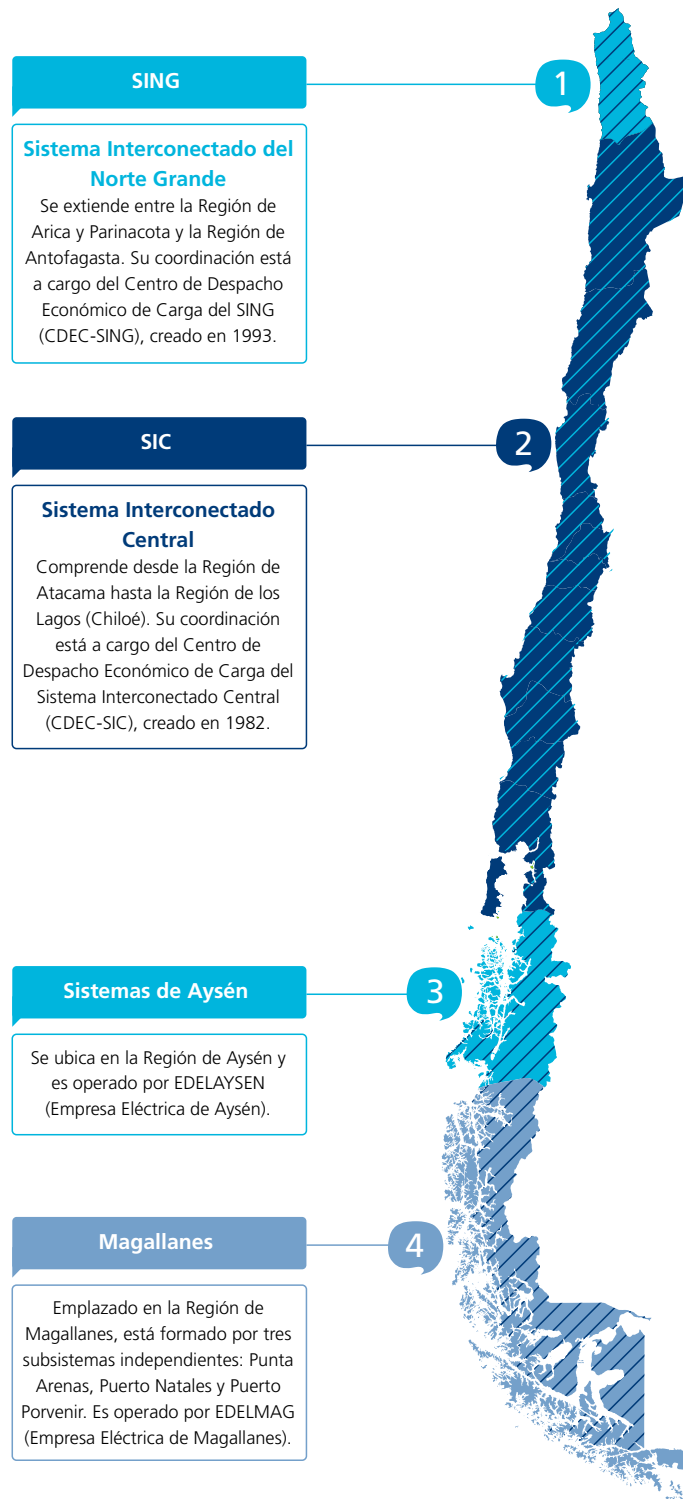 SING
1
Sistema Interconectado del
Norte Grande
Se extiende entre la Región de
Arica y Parinacota y la Región de
Antofagasta. Su coordinación está
a cargo del Centro de Despacho
Económico de Carga del SING
(CDEC-SING), creado en 1993.
SIC
2
Sistema Interconectado
Central
Comprende desde la Región de
Atacama hasta la Región de los
Lagos (Chiloé). Su coordinación
está a cargo del Centro de
Despacho Económico de Carga del
Sistema Interconectado Central
(CDEC-SIC), creado en 1982.
Sistemas de Aysén
3
Se ubica en la Región de Aysén y
es operado por EDELAYSEN
(Empresa Eléctrica de Aysén).
Magallanes
4
Emplazado en la Región de
Magallanes, está formado por tres
subsistemas independientes: Punta
Arenas, Puerto Natales y Puerto
Porvenir. Es operado por EDELMAG
(Empresa Eléctrica de Magallanes).